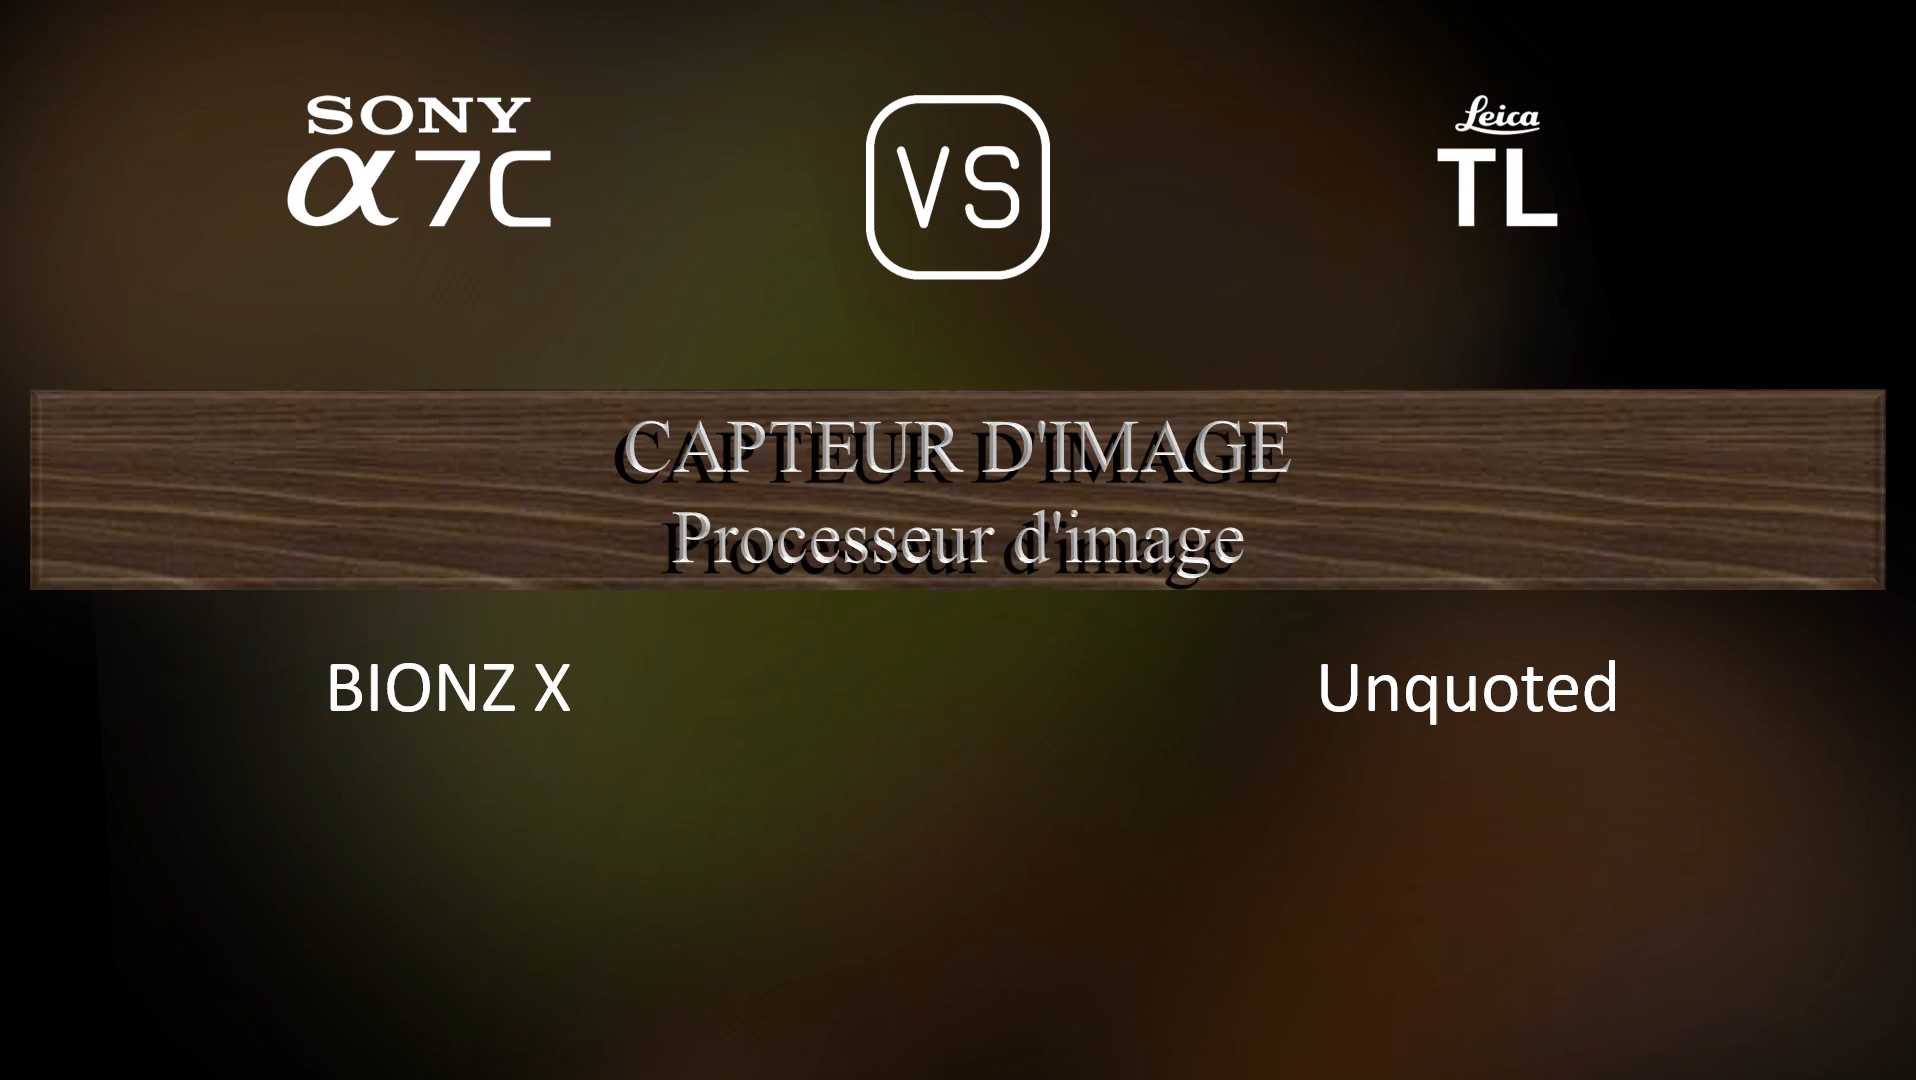 SONY
α7C
VS
Leica
TL
CAPTEUR D'IMAGE
Processeur d'image
BIONZ X
Unquoted